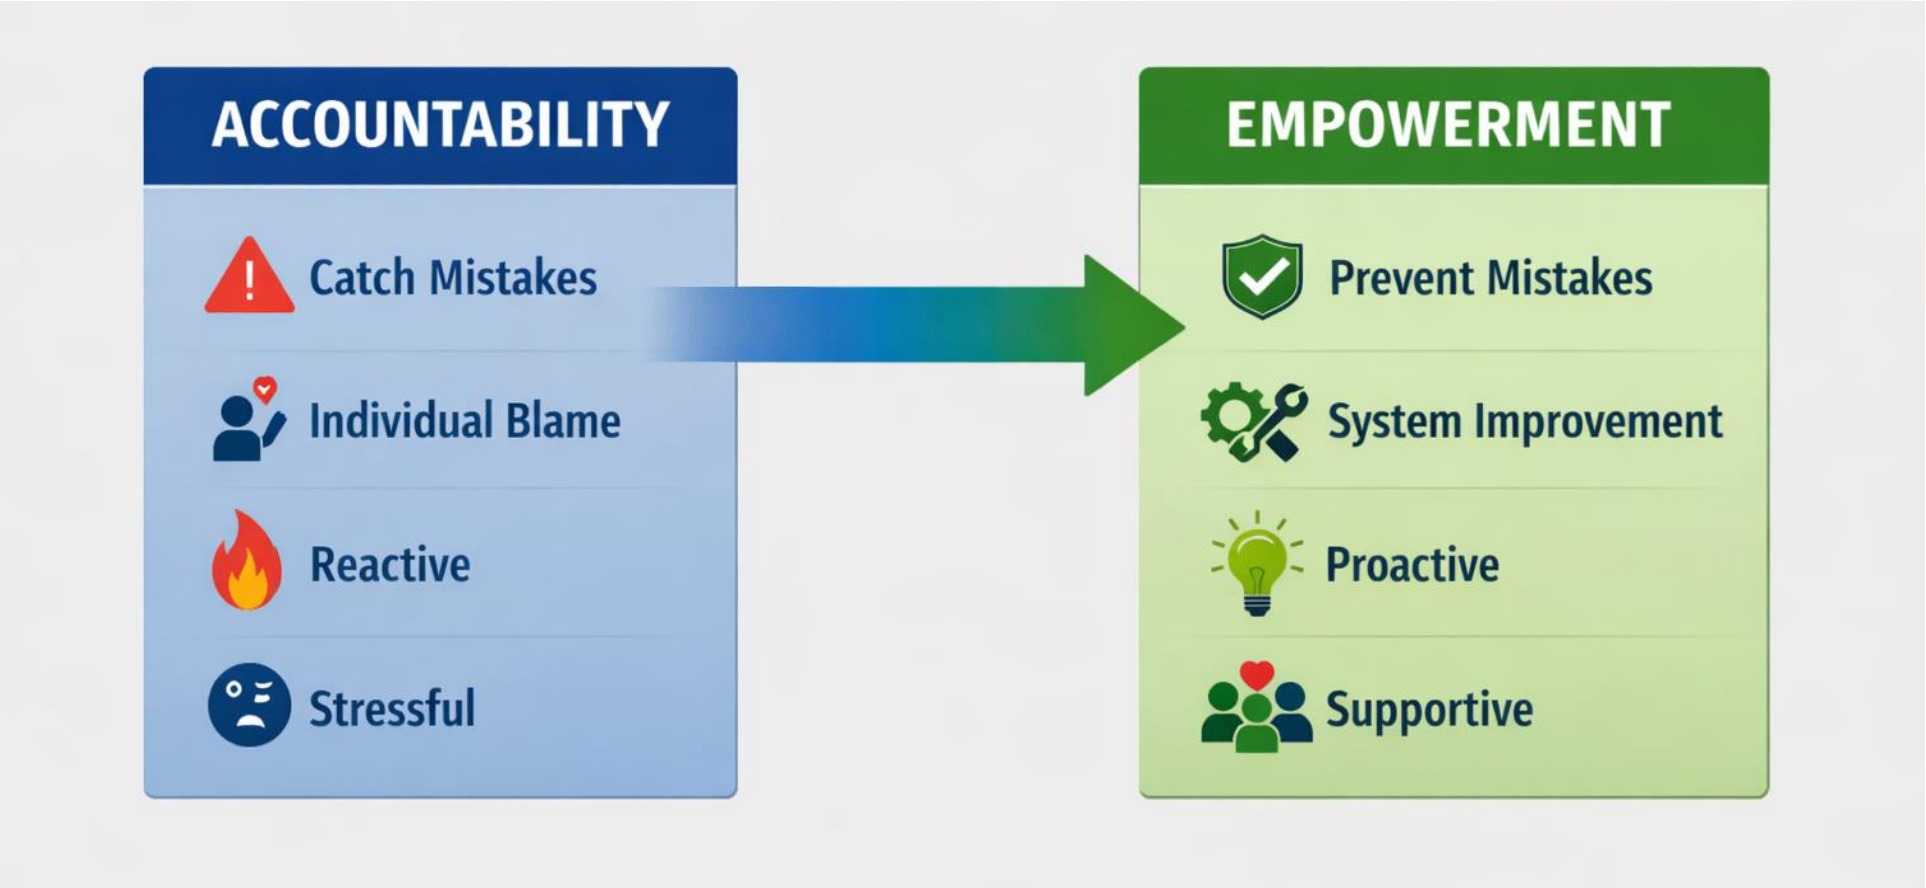 ACCOUNTABILITY
Catch Mistakes
Individual Blame
Reactive
Stressful
EMPOWERMENT
Prevent Mistakes
System Improvement
Proactive
Supportive